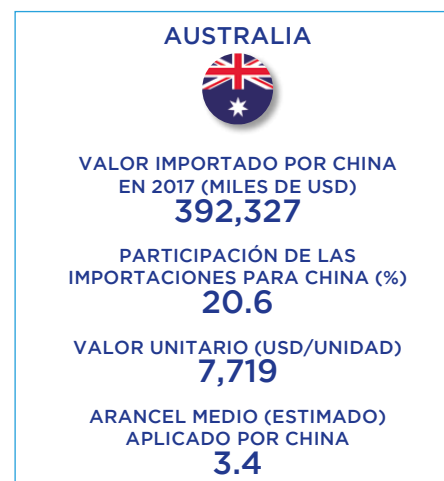 AUSTRALIA
VALOR IMPORTADO POR CHINA
EN 2017 (MILES DE USD)
392,327
PARTICIPACIÓN DE LAS
IMPORTACIONES PARA CHINA (%)
20.6
VALOR UNITARIO (USD/UNIDAD)
7,719
ARANCEL MEDIO (ESTIMADO)
APLICADO POR CHINA
3.4